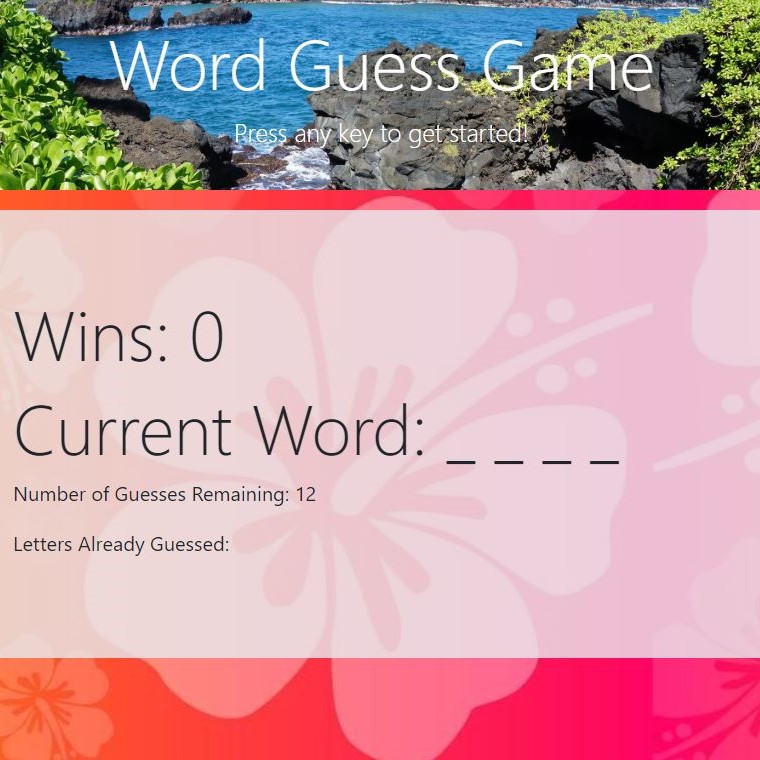 Word Guess Game
Press any key to get started!
Wins: 0
Current Word: _ _ _ _
Number of Guesses Remaining: 12
Letters Already Guessed: